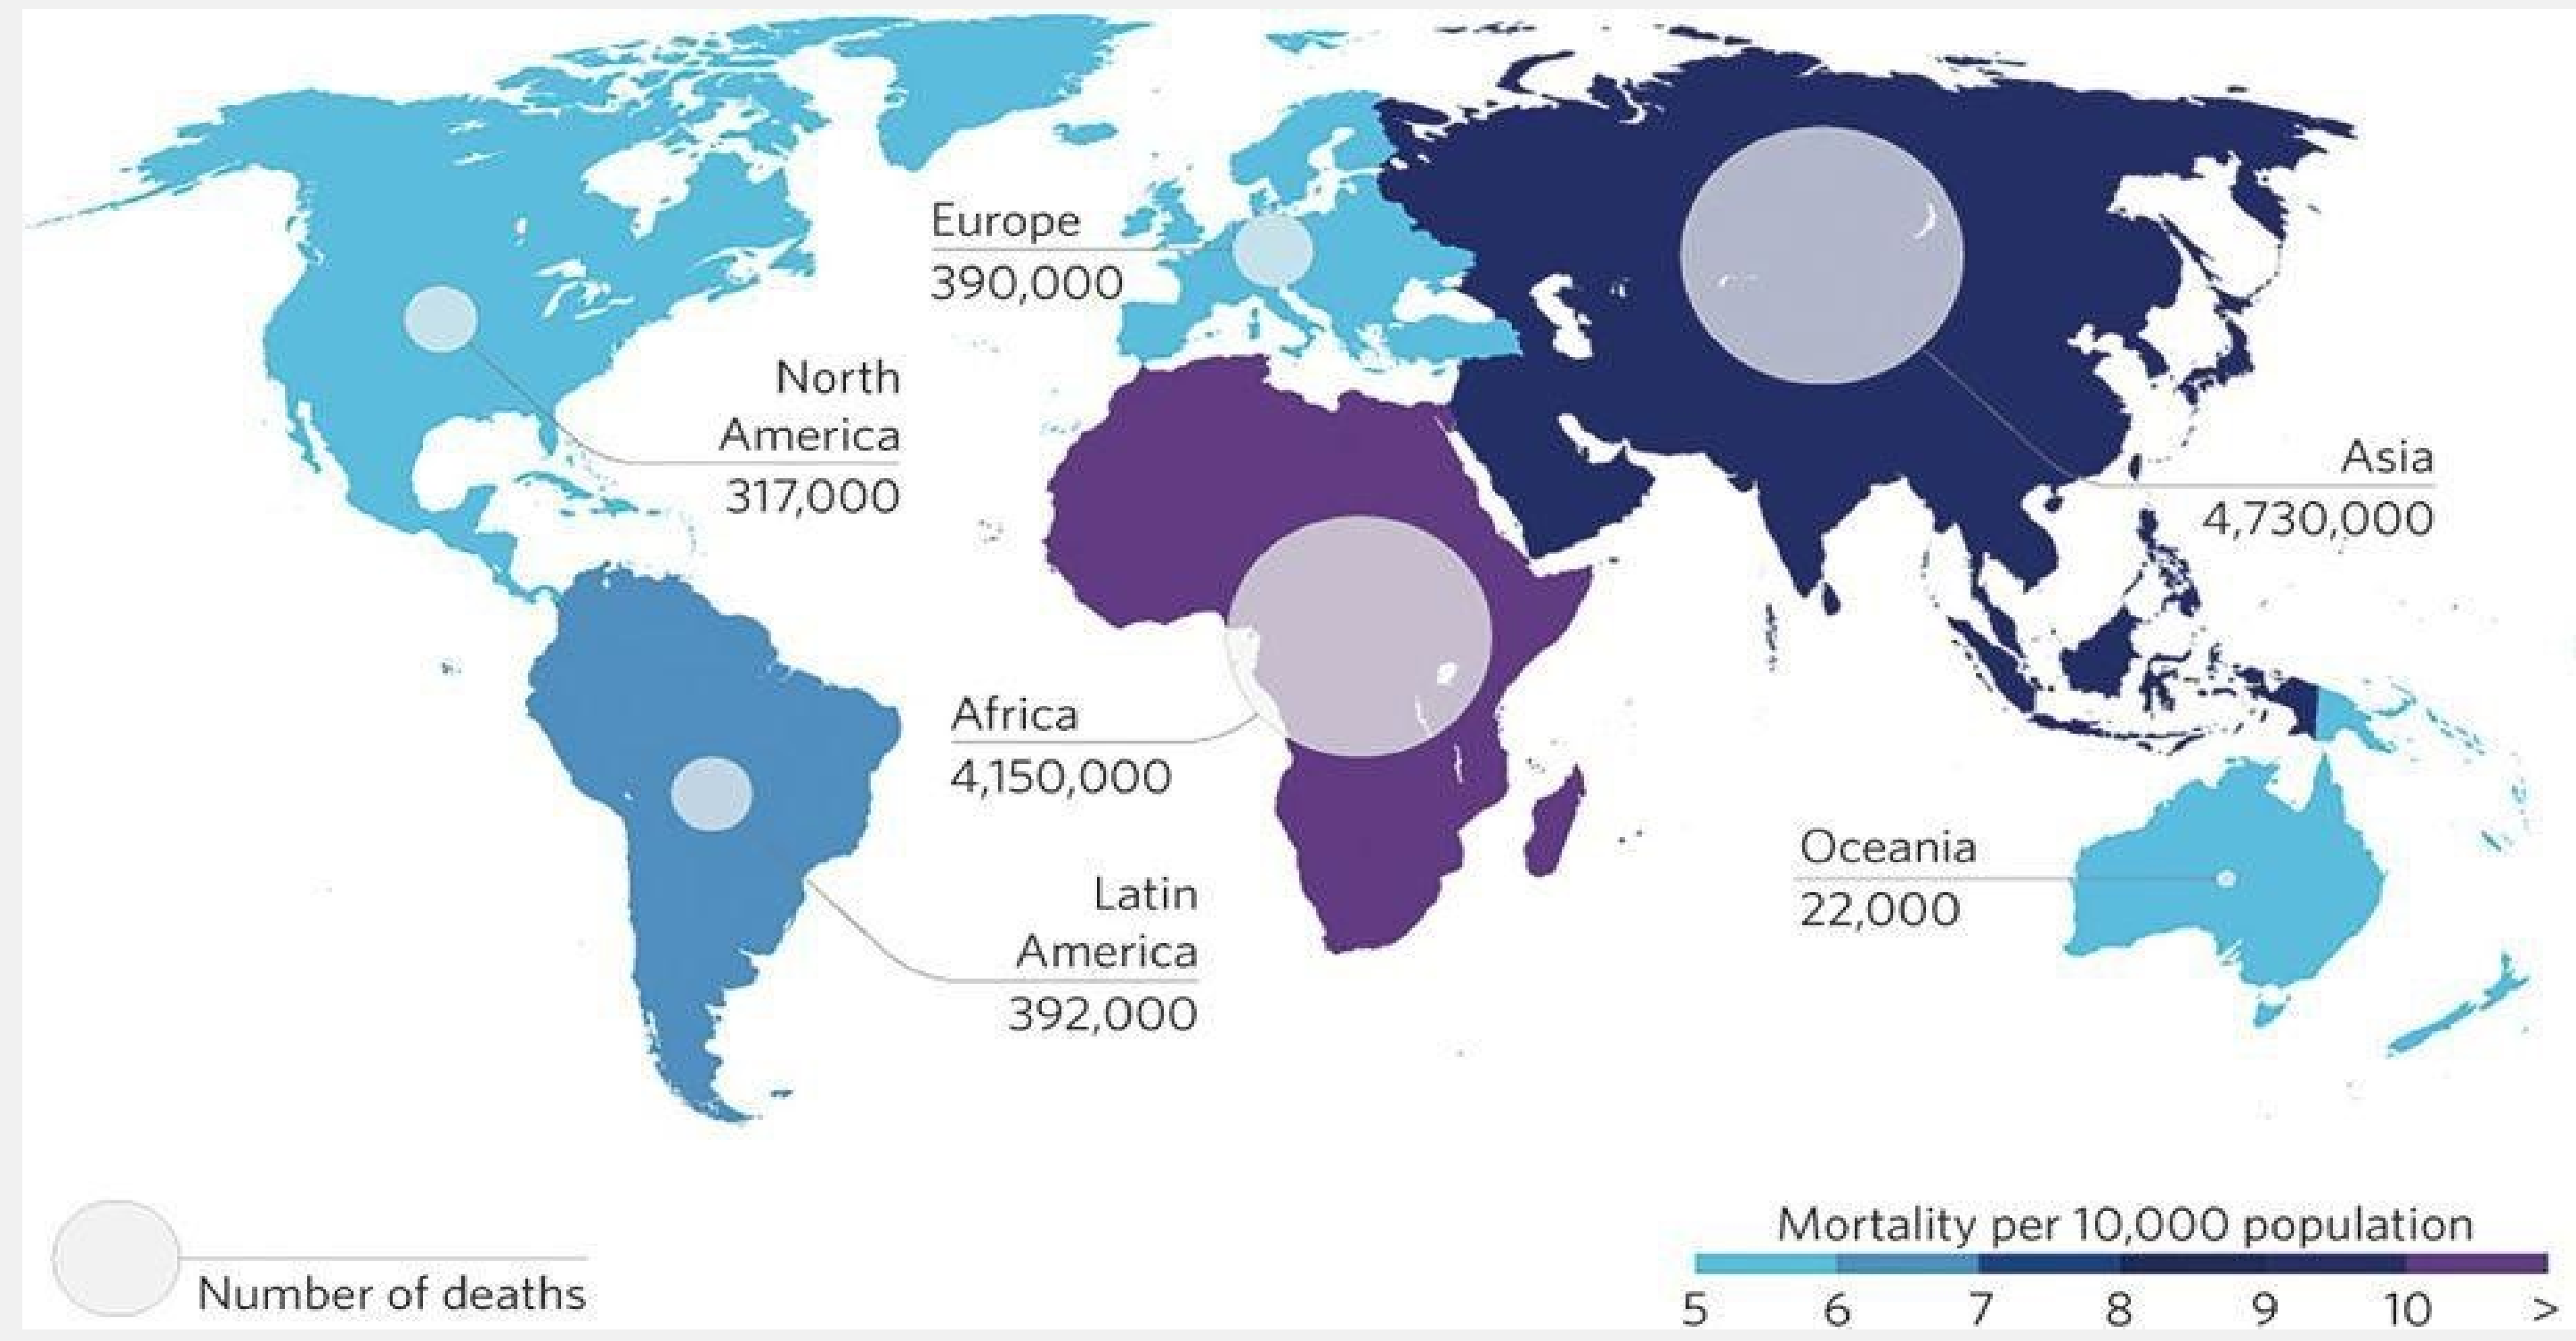 Europe
390,000
North
America
317,000
Asia
4,730,000
Africa
4,150,000
Latin
America
392,000
Oceania
22,000
Number of deaths
Mortality per 10,000 population
5 6 7 8 9 10 >